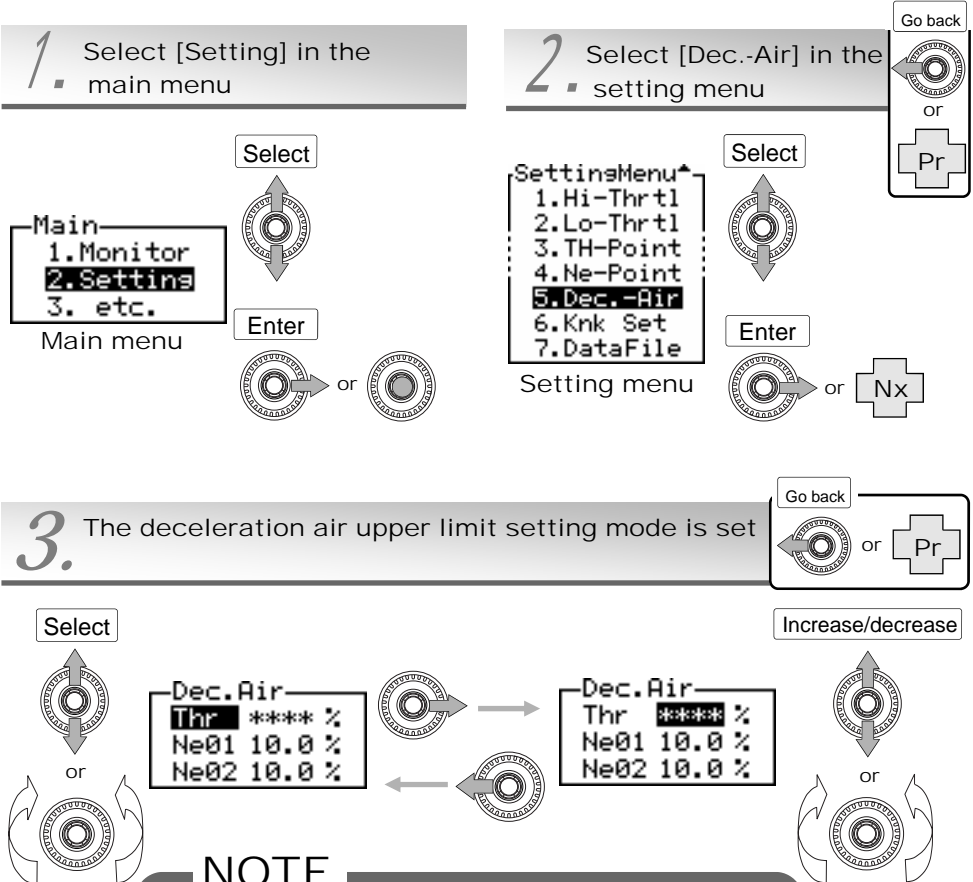 1. Select [Setting] in the
main menu
Select
Main
1.Monitor
2.Setting
3. etc.
Main menu
Enter
or
2. Select [Dec.-Air] in the
setting menu
Go back
or
Pr
Select
SettingMenu
1.Hi-Thrtl
2.Lo-Thrtl
3.TH-Point
4.Ne-Point
5.Dec.-Air
6.Knk Set
7.DataFile
Setting menu
Enter
or
Nx
3. The deceleration air upper limit setting mode is set
Go back
or
Pr
Select
or
Dec.Air
Thr **** %
Ne01 10.0 %
Ne02 10.0 %
Dec.Air
Thr **** %
Ne01 10.0 %
Ne02 10.0 %
Increase/decrease
or
NOTE